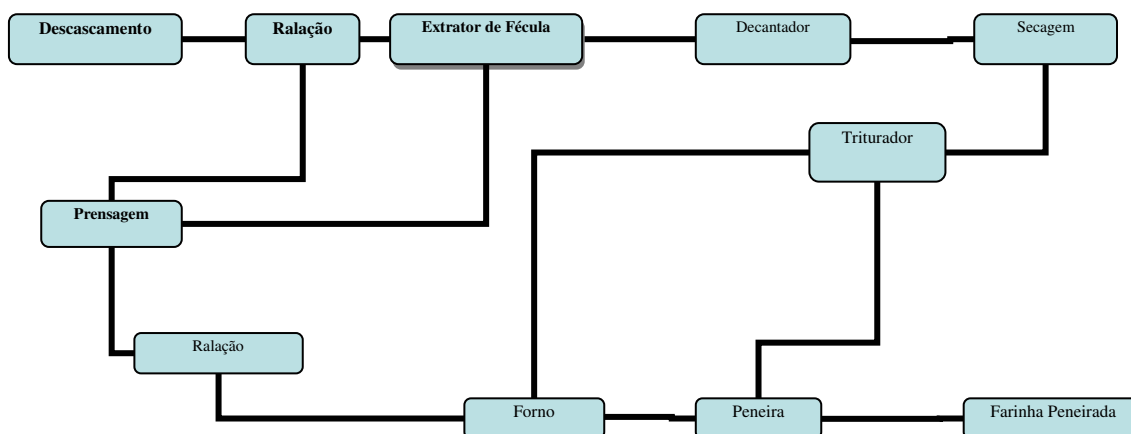 Descascamento
Ralação
Extrator de Fécula
Decantador
Secagem
Triturador
Prensagem
Ralação
Forno
Peneira
Farinha Peneirada